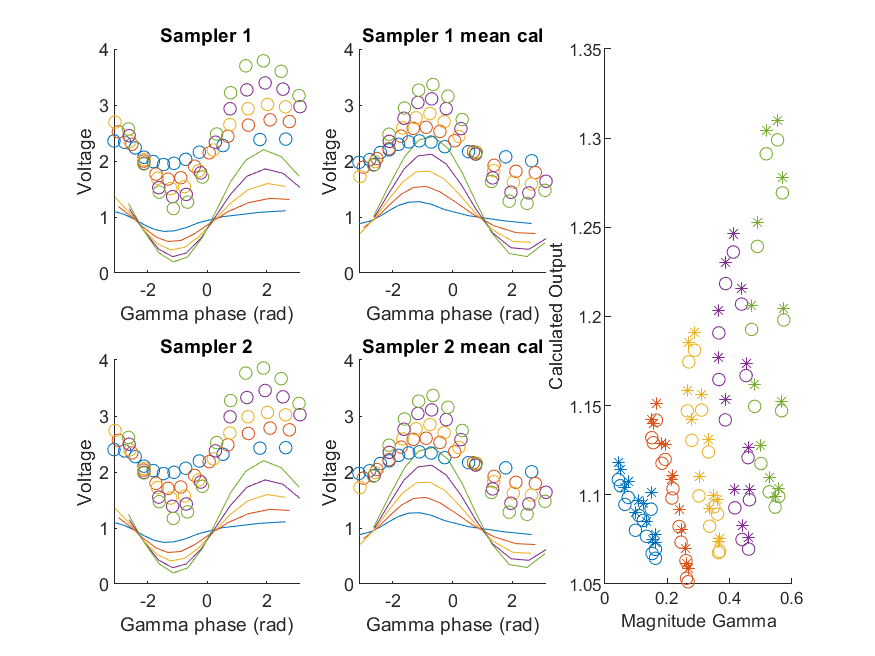 Sampler 1
4
3
2
1
0
Voltage
-2 0 2
Gamma phase (rad)
Sampler 1 mean cal
4
3
2
1
0
Voltage
-2 0 2
Gamma phase (rad)
Sampler 2
4
3
2
1
0
Voltage
-2 0 2
Gamma phase (rad)
Sampler 2 mean cal
4
3
2
1
0
Voltage
-2 0 2
Gamma phase (rad)
1.35
1.3
1.25
1.2
1.15
1.1
1.05
Calculated Output
0 0.2 0.4 0.6
Magnitude Gamma